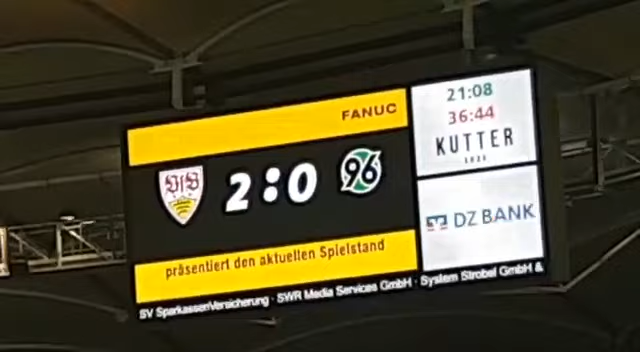 FANUC
21:08
36:44
KUTTER
VfB
2:0
96
DZ BANK
präsentiert den aktuellen Spielstand
SV SparkassenVersicherung · SWR Media Services GmbH · System Strobel GmbH &